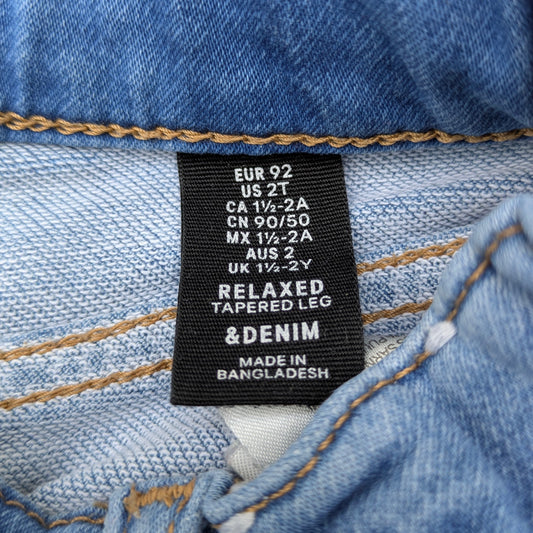 EUR 92
US 2T
CA 1½-2A
CN 90/50
MX 1½-2A
AUS 2
UK 1½-2Y
RELAXED
TAPERED LEG
&DENIM
MADE IN
BANGLADESH